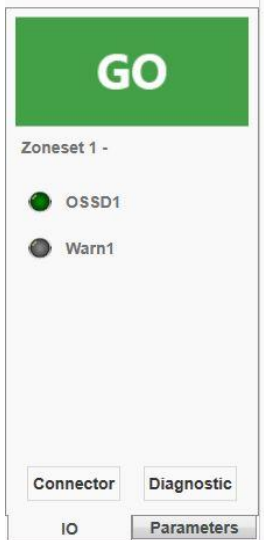 GO
Zoneset 1 -
OSSD1
Warn1
Connector Diagnostic
IO Parameters